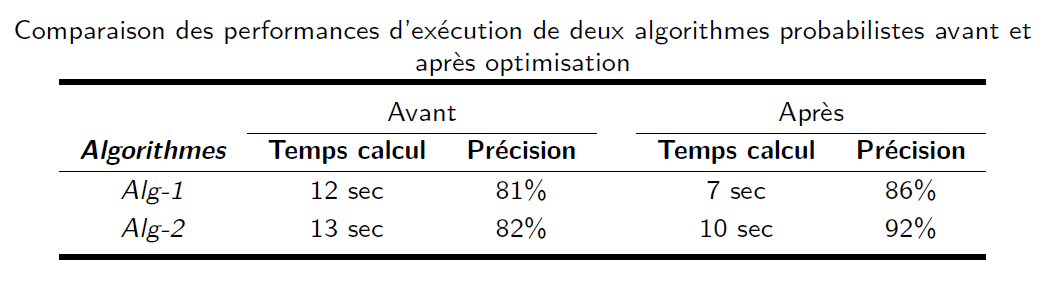 Comparaison des performances d'exécution de deux algorithmes probabilistes avant et
après optimisation
Avant Après
Algorithmes Temps calcul Précision Temps calcul Précision
Alg-1 12 sec 81% 7 sec 86%
Alg-2 13 sec 82% 10 sec 92%